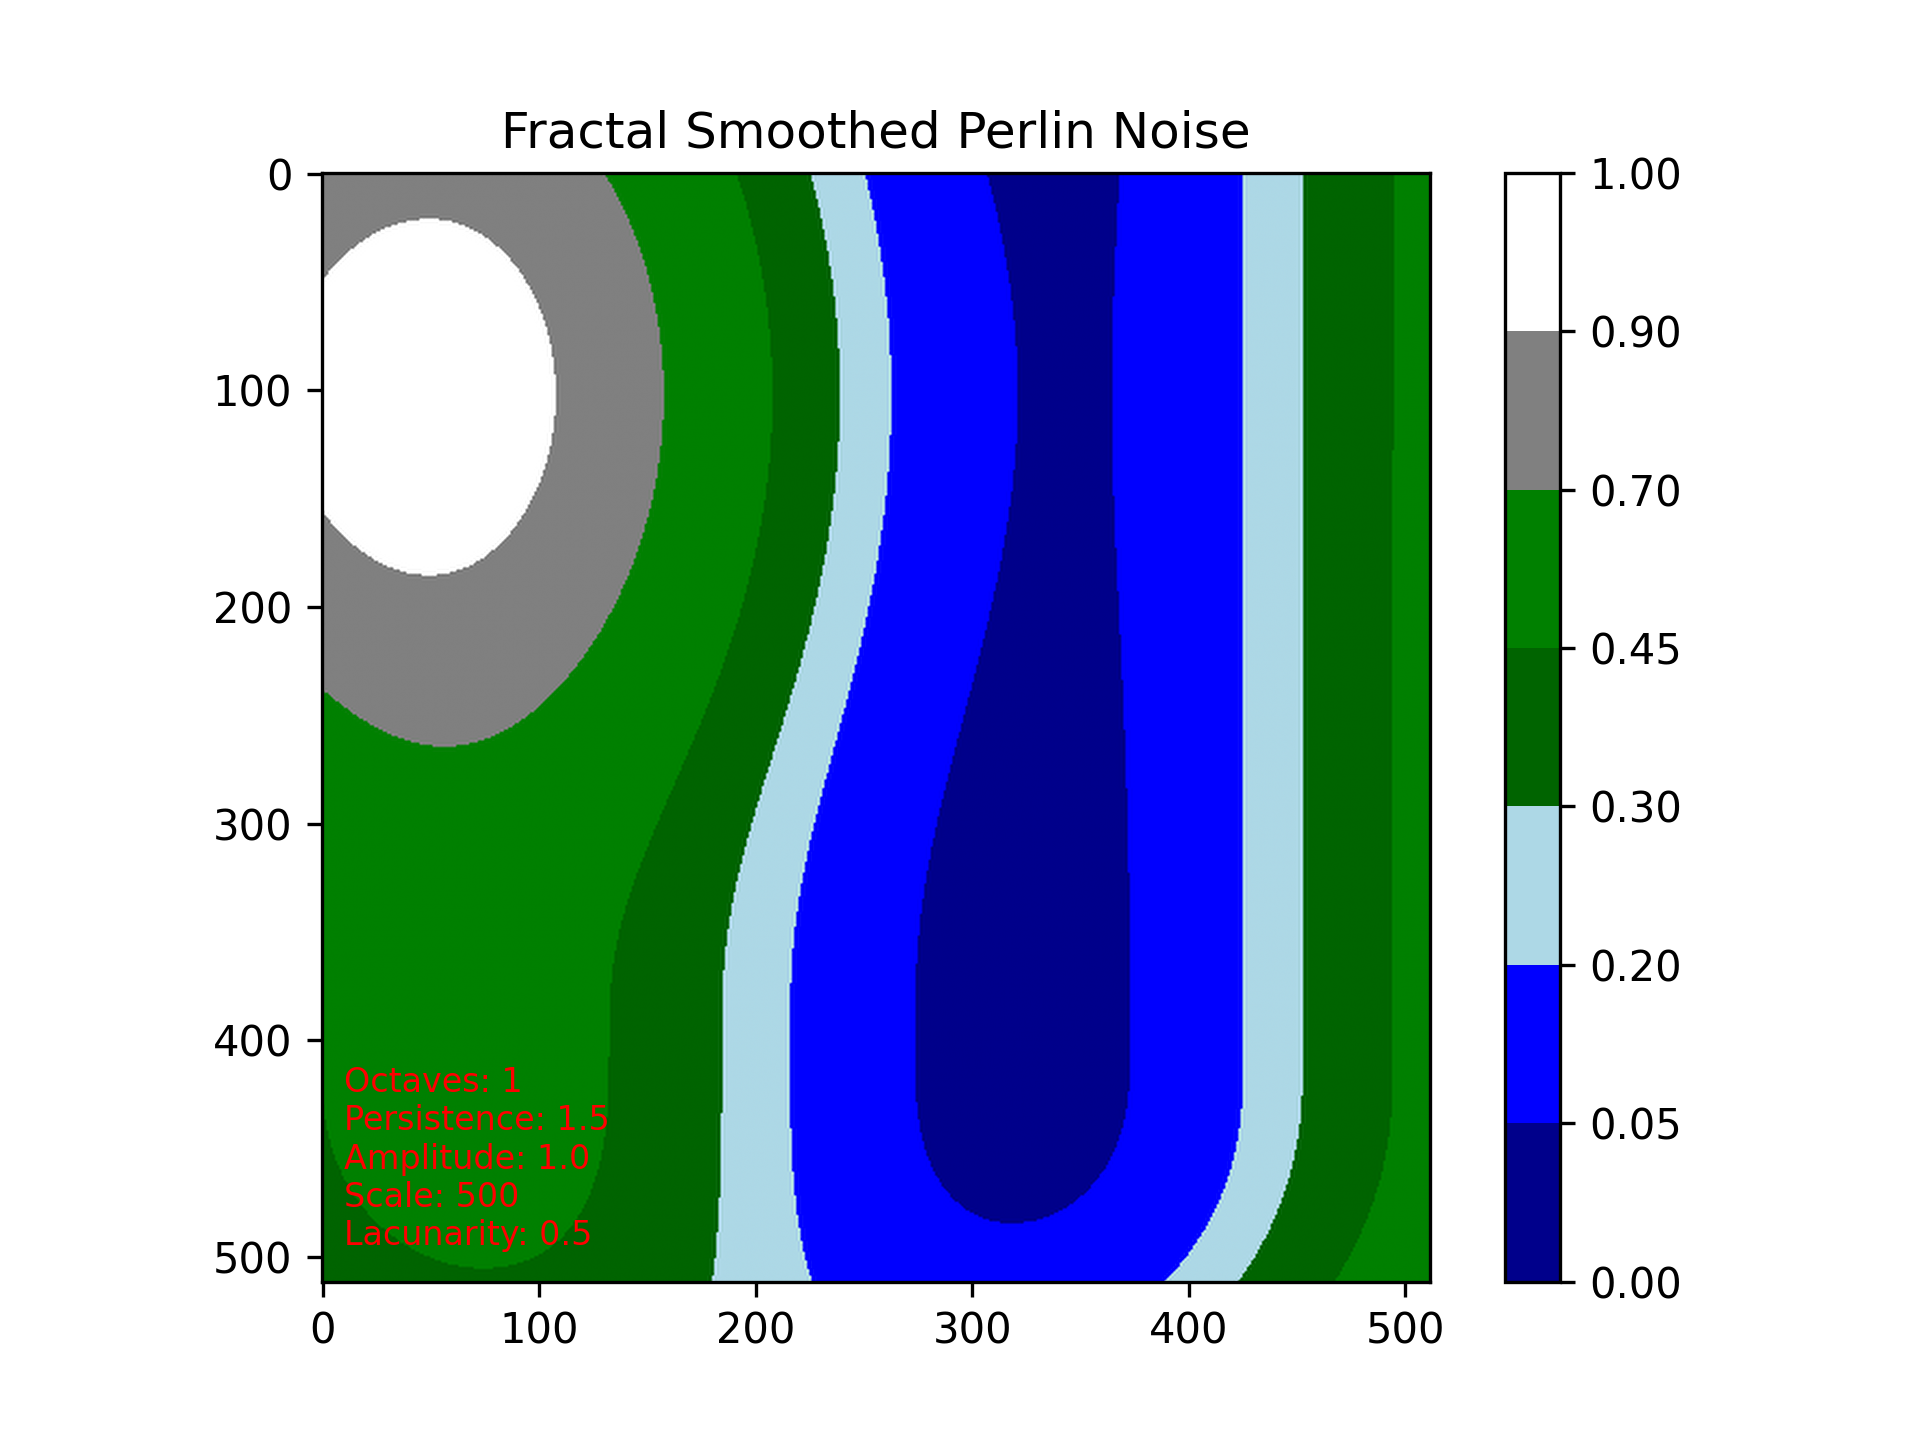 Fractal Smoothed Perlin Noise
0
100
200
300
400
500
Octaves: 1
Persistence: 1.5
Amplitude: 1.0
Scale: 500
Lacunarity: 0.5
0 100 200 300 400 500
1.00
0.90
0.70
0.45
0.30
0.20
0.05
0.00